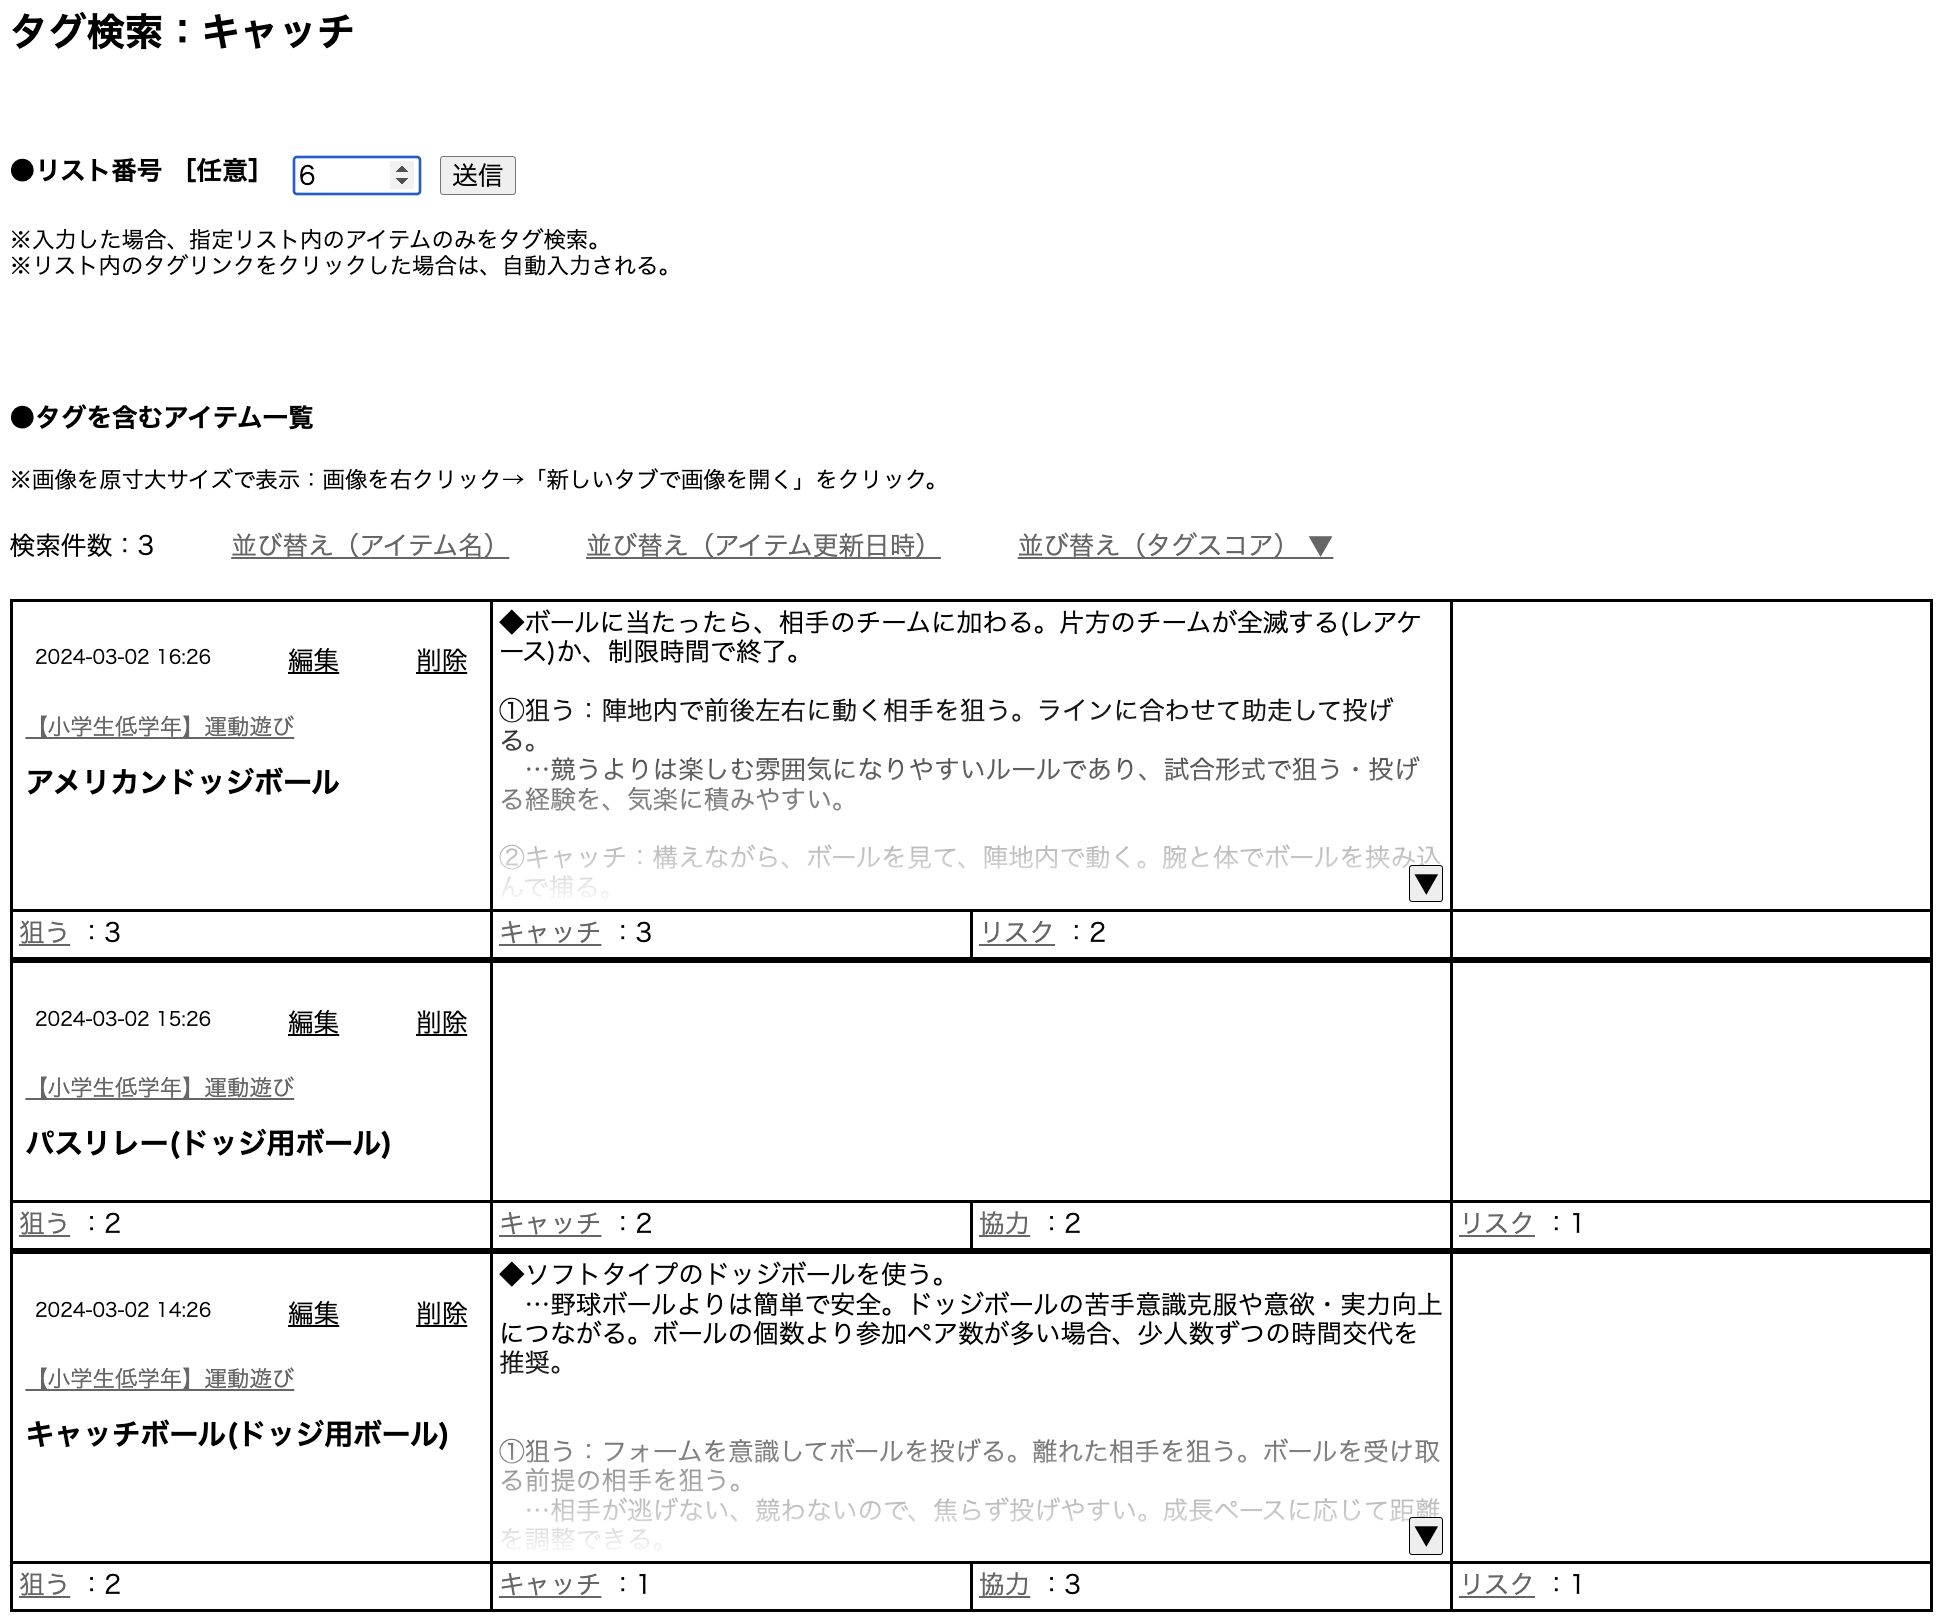 タグ検索：キャッチ
●リスト番号 ［任意］ 6 送信
※入力した場合、指定リスト内のアイテムのみをタグ検索。
※リスト内のタグリンクをクリックした場合は、自動入力される。
●タグを含むアイテム一覧
※画像を原寸大サイズで表示：画像を右クリック→「新しいタブで画像を開く」をクリック。
検索件数：3 並び替え（アイテム名） 並び替え（アイテム更新日時） 並び替え（タグスコア） ▼
2024-03-02 16:26 編集 削除
【小学生低学年】運動遊び
アメリカンドッジボール
◆ボールに当たったら、相手のチームに加わる。片方のチームが全滅する(レアケ
ース)か、制限時間で終了。
①狙う：陣地内で前後左右に動く相手を狙う。ラインに合わせて助走して投げ
る。
…競うよりは楽しむ雰囲気になりやすいルールであり、試合形式で狙う・投げ
る経験を、気楽に積みやすい。
②キャッチ：構えながら、ボールを見て、陣地内で動く。腕と体でボールを挟み込
んで捕る。
▼
狙う ：3 キャッチ ：3 リスク ：2
2024-03-02 15:26 編集 削除
【小学生低学年】運動遊び
パスリレー(ドッジ用ボール)
狙う ：2 キャッチ ：2 協力 ：2 リスク ：1
2024-03-02 14:26 編集 削除
【小学生低学年】運動遊び
キャッチボール(ドッジ用ボール)
◆ソフトタイプのドッジボールを使う。
…野球ボールよりは簡単で安全。ドッジボールの苦手意識克服や意欲・実力向上
につながる。ボールの個数より参加ペア数が多い場合、少人数ずつの時間交代を
推奨。
①狙う：フォームを意識してボールを投げる。離れた相手を狙う。ボールを受け取
る前提の相手を狙う。
…相手が逃げない、競わないので、焦らず投げやすい。成長ペースに応じて距離
を調整できる。
▼
狙う ：2 キャッチ ：1 協力 ：3 リスク ：1